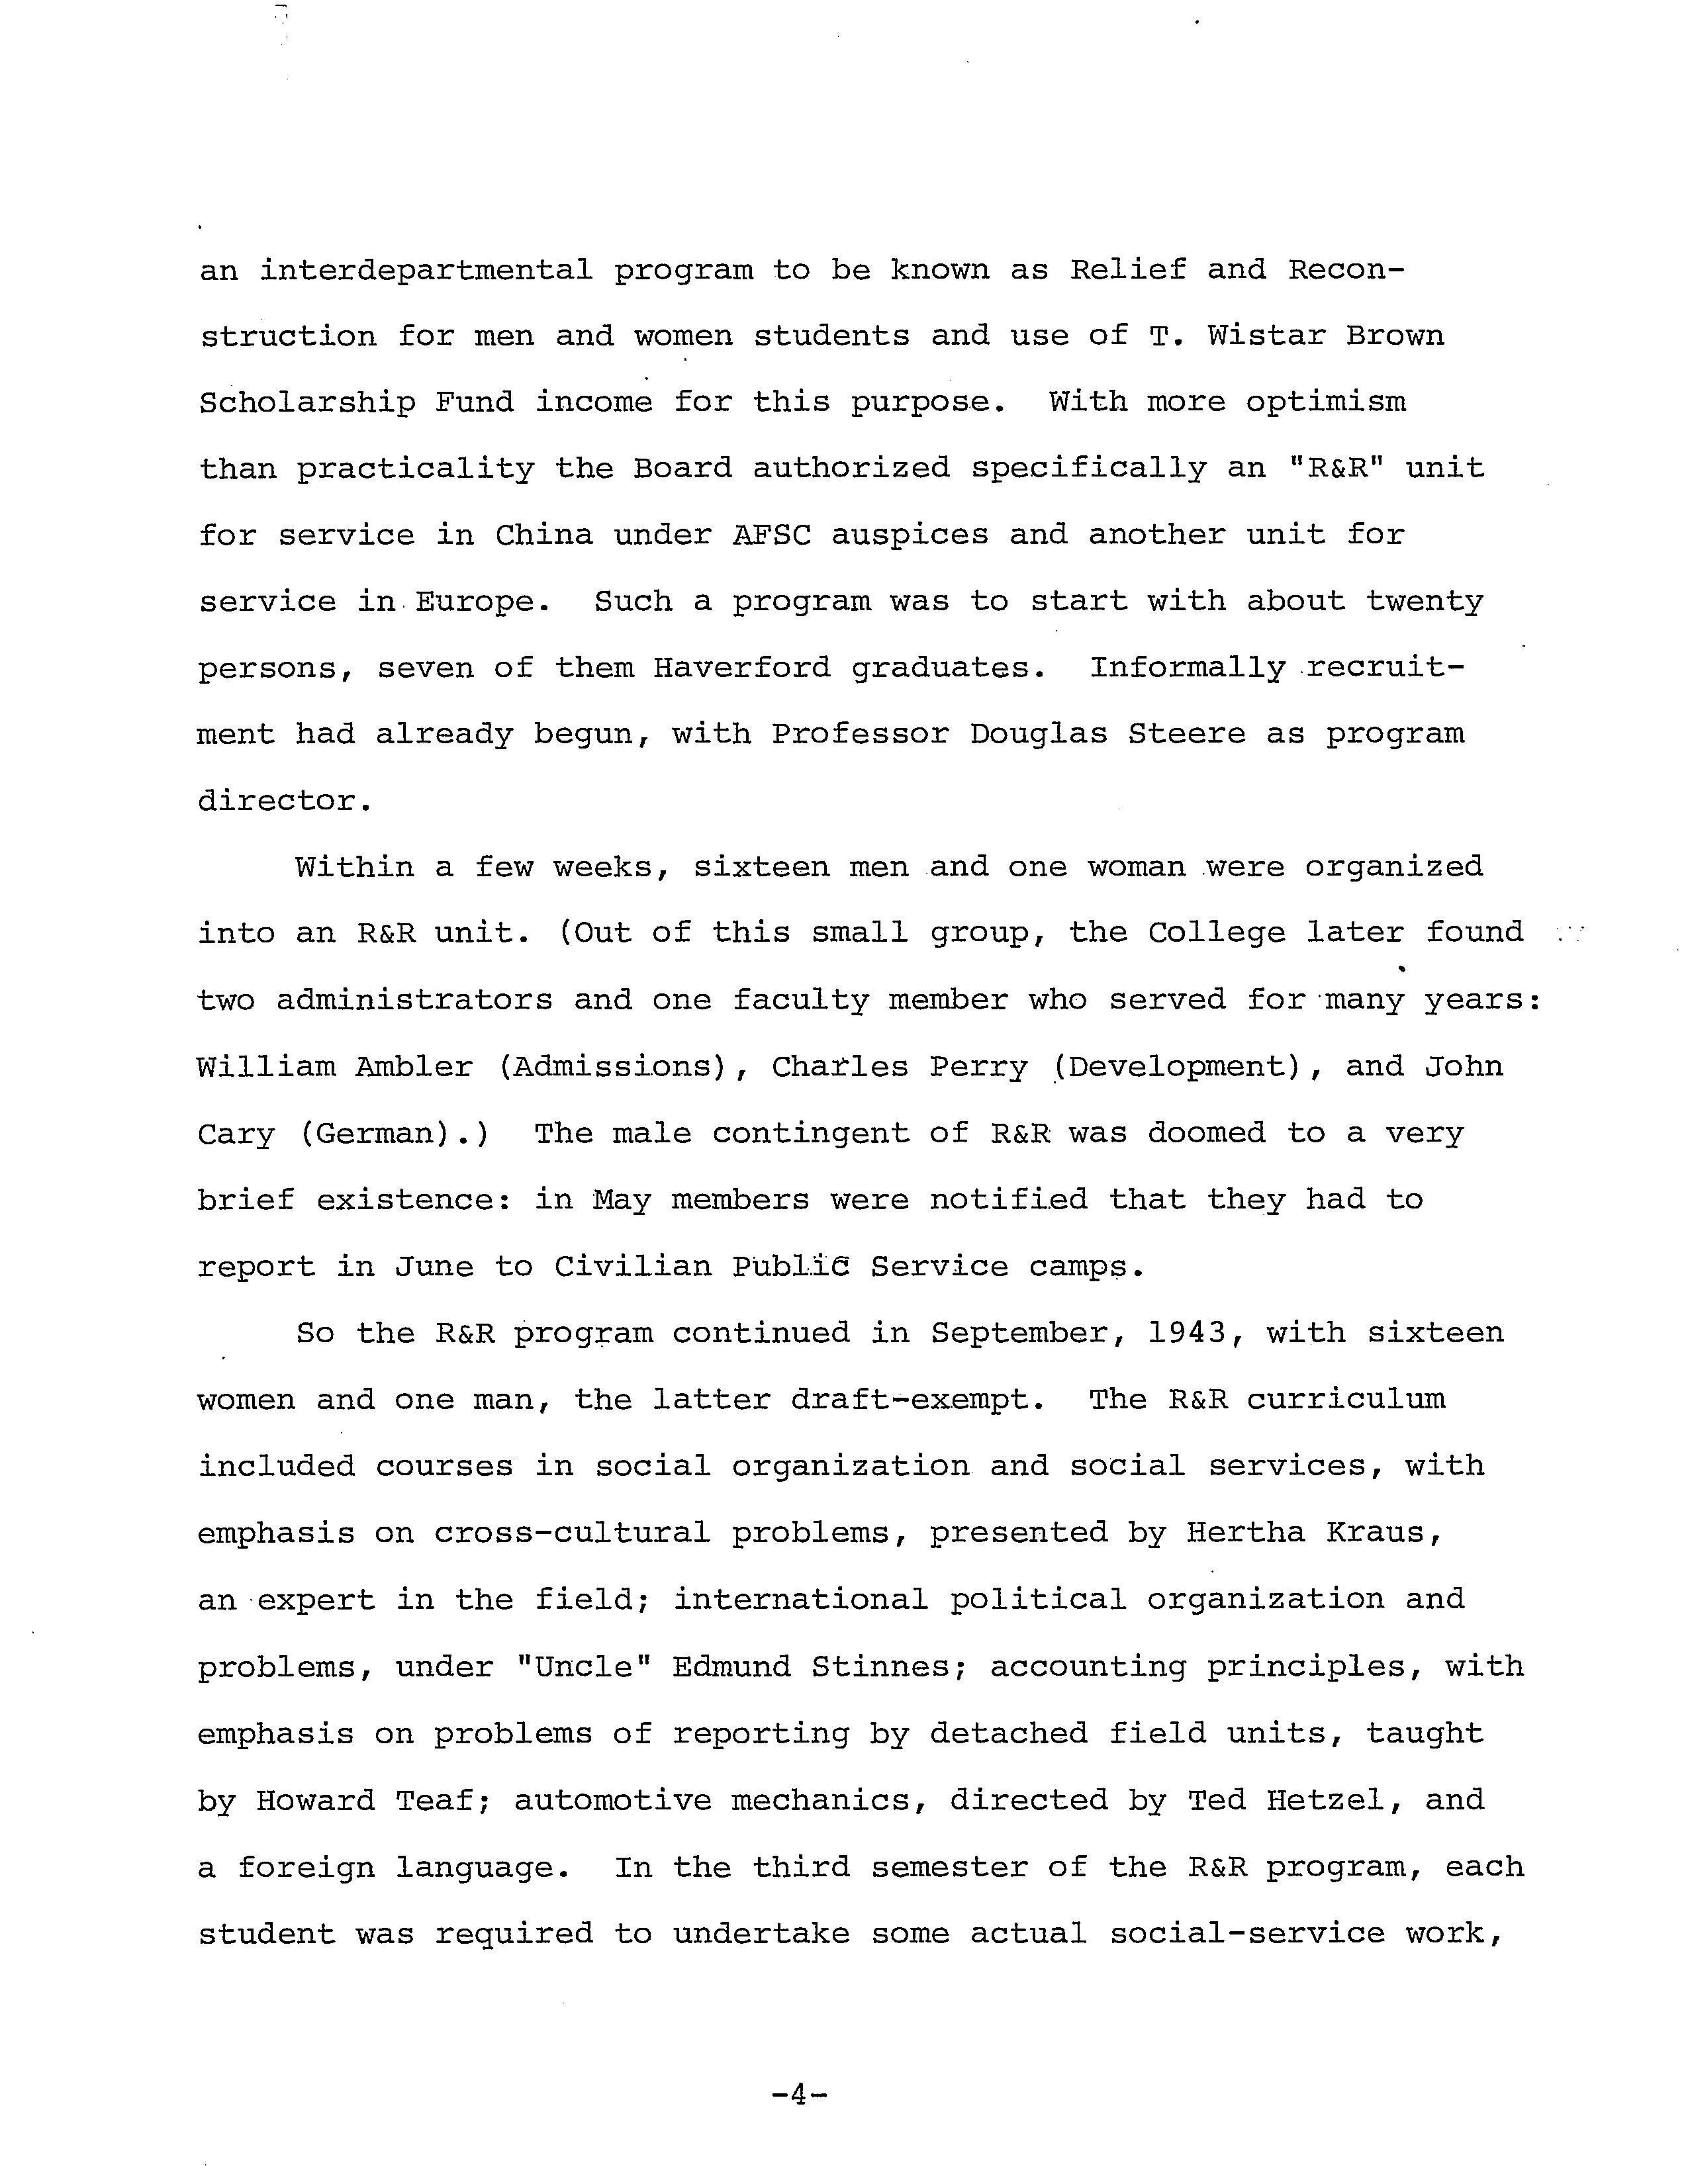 an interdepartmental program to be known as Relief and Recon-
struction for men and women students and use of T. Wistar Brown
Scholarship Fund income for this purpose.  With more optimism
than practicality the Board authorized specifically an "R&R" unit
for service in China under AFSC auspices and another unit for
service in Europe.  Such a program was to start with about twenty
persons, seven of them Haverford graduates.  Informally recruit-
ment had already begun, with Professor Douglas Steere as program
director.
Within a few weeks, sixteen men and one woman were organized
into an R&R unit. (Out of this small group, the College later found
two administrators and one faculty member who served for many years:
William Ambler (Admissions), Charles Perry (Development), and John
Cary (German).)  The male contingent of R&R was doomed to a very
brief existence: in May members were notified that they had to
report in June to Civilian Public Service camps.
So the R&R program continued in September, 1943, with sixteen
women and one man, the latter draft-exempt.  The R&R curriculum
included courses in social organization and social services, with
emphasis on cross-cultural problems, presented by Hertha Kraus,
an expert in the field; international political organization and
problems, under "Uncle" Edmund Stinnes; accounting principles, with
emphasis on problems of reporting by detached field units, taught
by Howard Teaf; automotive mechanics, directed by Ted Hetzel, and
a foreign language.  In the third semester of the R&R program, each
student was required to undertake some actual social-service work,
-4-